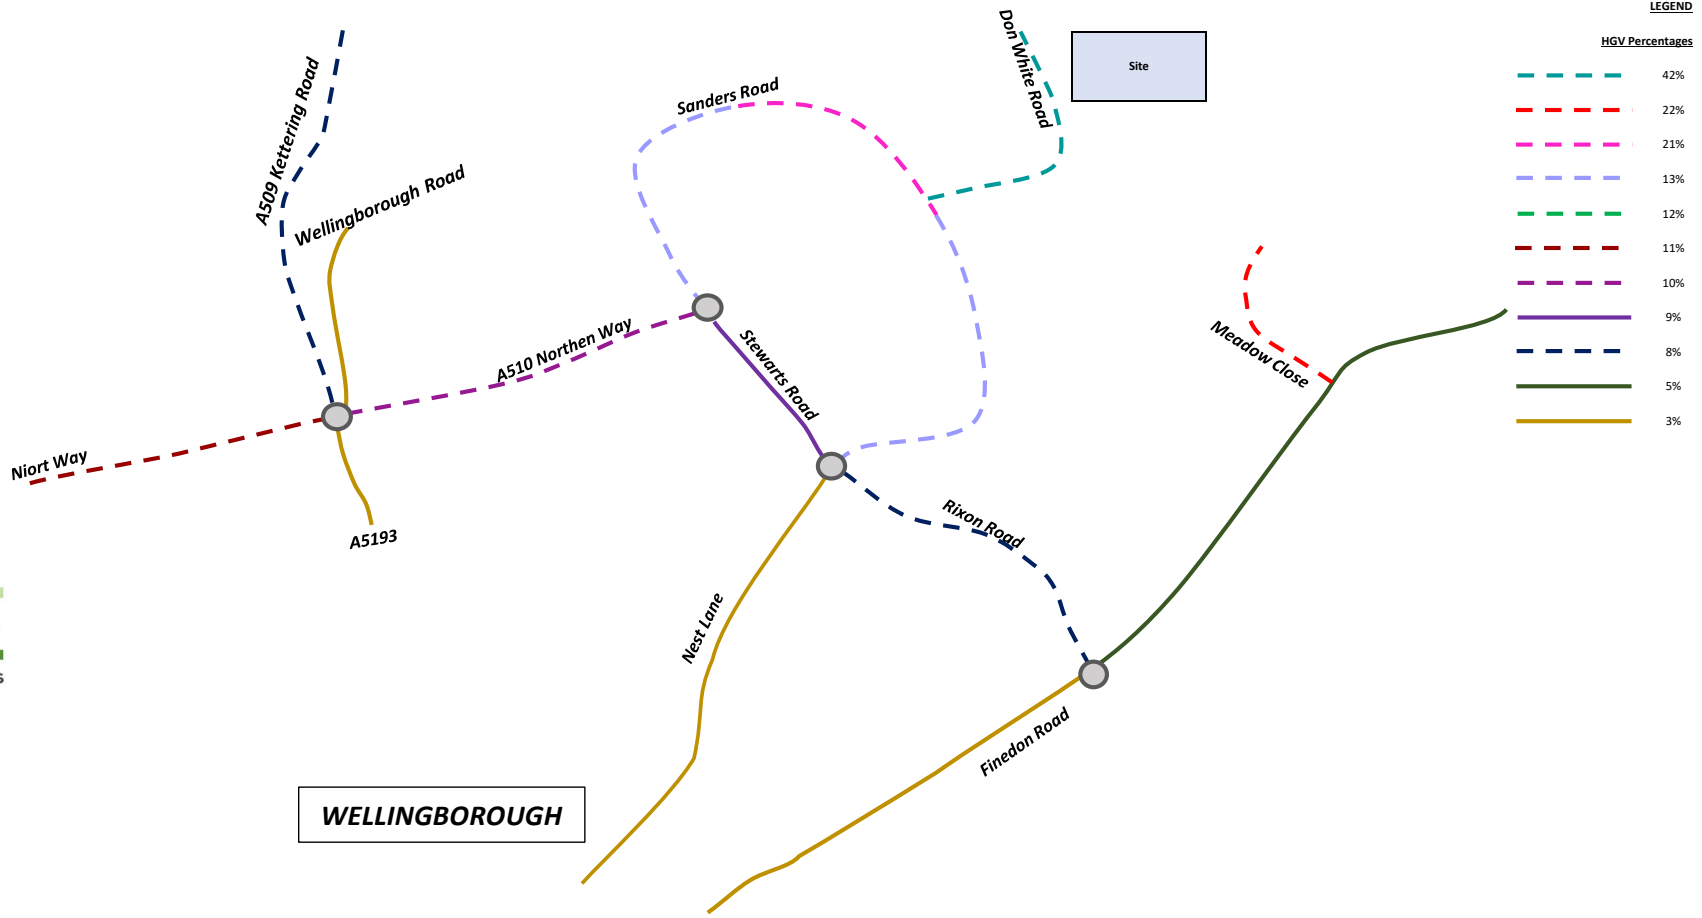 LEGEND
HGV Percentages
42%
22%
21%
13%
12%
11%
10%
9%
8%
5%
3%
Don White Road
Site
Sanders Road
A509 Kettering Road
Wellingborough Road
A510 Northen Way
Stewarts Road
Meadow Close
Niort Way
A5193
Rixon Road
Nest Lane
Finedon Road
WELLINGBOROUGH
s